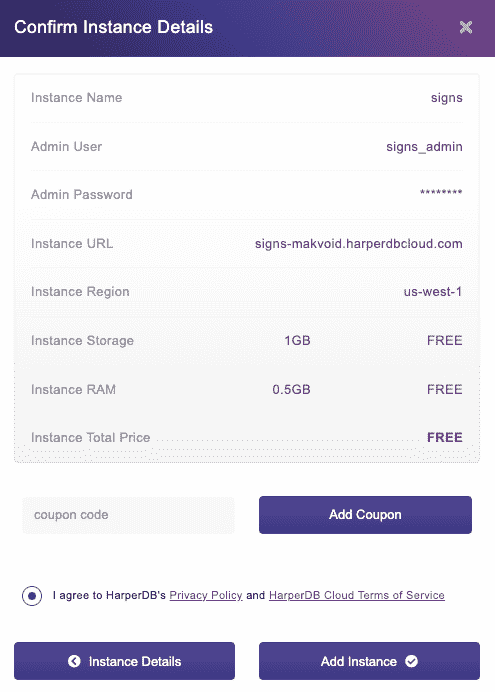 Confirm Instance Details
Instance Name signs
Admin User signs_admin
Admin Password ********
Instance URL signs-makvoid.harperdbcloud.com
Instance Region us-west-1
Instance Storage 1GB FREE
Instance RAM 0.5GB FREE
Instance Total Price FREE
coupon code Add Coupon
I agree to HarperDB's Privacy Policy and HarperDB Cloud Terms of Service
Instance Details Add Instance